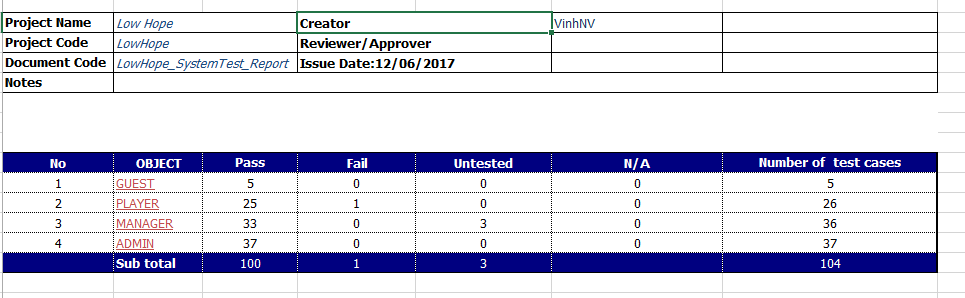 Project Name Low Hope Creator VinhNV
Project Code LowHope Reviewer/Approver
Document Code LowHope_SystemTest_Report Issue Date:12/06/2017
Notes
No OBJECT Pass Fail Untested N/A Number of test cases
1 GUEST 5 0 0 0 5
2 PLAYER 25 1 0 0 26
3 MANAGER 33 0 3 0 36
4 ADMIN 37 0 0 0 37
Sub total 100 1 3 104